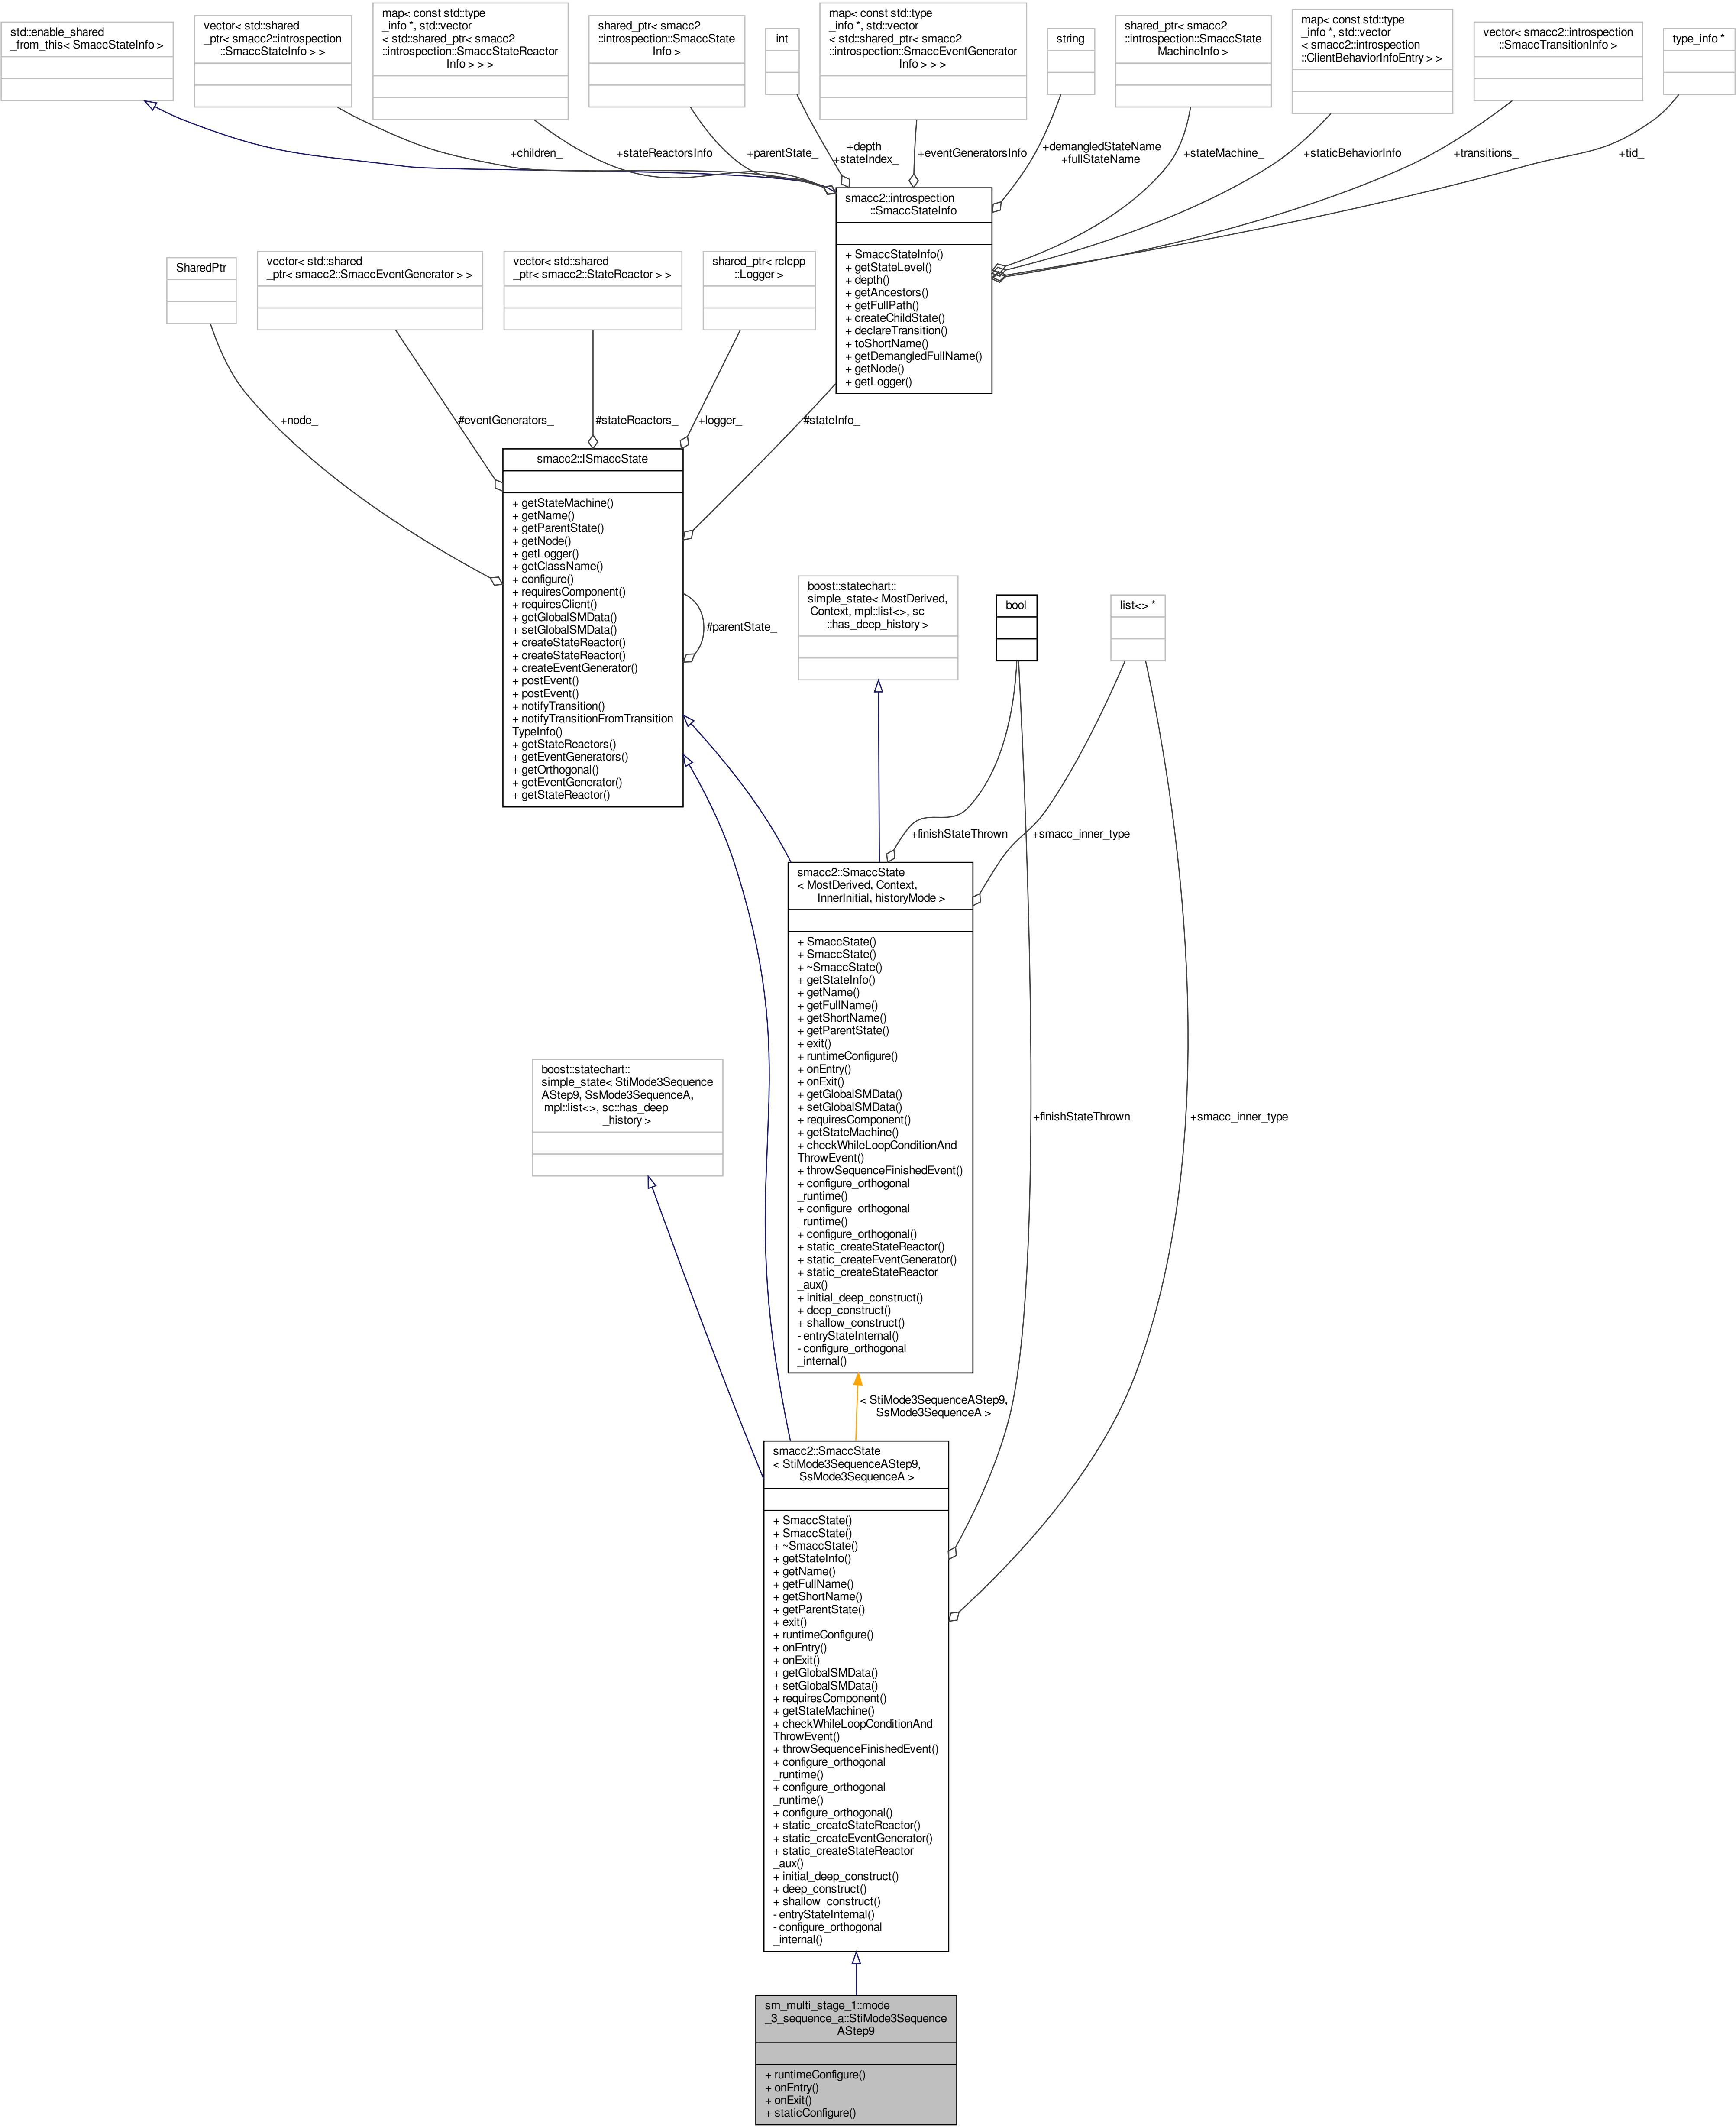 std::enable_shared
_from_this< SmaccStateInfo >
vector< std::shared
_ptr< smacc2::introspection
::SmaccStateInfo > >
map< const std::type
_info *, std::vector
< std::shared_ptr< smacc2
::introspection::SmaccStateReactor
Info > > >
shared_ptr< smacc2
::introspection::SmaccState
Info >
int
map< const std::type
_info *, std::vector
< std::shared_ptr< smacc2
::introspection::SmaccEventGenerator
Info > > >
string
shared_ptr< smacc2
::introspection::SmaccState
MachineInfo >
map< const std::type
_info *, std::vector
< smacc2::introspection
::ClientBehaviorInfoEntry > >
vector< smacc2::introspection
::SmaccTransitionInfo >
type_info *
+children_
+stateReactorsInfo
+parentState_
+depth_
+stateIndex_
+eventGeneratorsInfo
+demangledStateName
+fullStateName
+stateMachine_
+staticBehaviorInfo
+transitions_
+tid_
smacc2::introspection
::SmaccStateInfo
+ SmaccStateInfo()
+ getStateLevel()
+ depth()
+ getAncestors()
+ getFullPath()
+ createChildState()
+ declareTransition()
+ toShortName()
+ getDemangledFullName()
+ getNode()
+ getLogger()
SharedPtr
vector< std::shared
_ptr< smacc2::SmaccEventGenerator > >
vector< std::shared
_ptr< smacc2::StateReactor > >
shared_ptr< rclcpp
::Logger >
+node_
#eventGenerators_
#stateReactors_
+logger_
#stateInfo_
smacc2::ISmaccState
+ getStateMachine()
+ getName()
+ getParentState()
+ getNode()
+ getLogger()
+ getClassName()
+ configure()
+ requiresComponent()
+ requiresClient()
+ getGlobalSMData()
+ setGlobalSMData()
+ createStateReactor()
+ createStateReactor()
+ createEventGenerator()
+ postEvent()
+ postEvent()
+ notifyTransition()
+ notifyTransitionFromTransition
TypeInfo()
+ getStateReactors()
+ getEventGenerators()
+ getOrthogonal()
+ getEventGenerator()
+ getStateReactor()
#parentState_
boost::statechart::
simple_state< MostDerived,
Context, mpl::list<>, sc
::has_deep_history >
bool
list<> *
+finishStateThrown
+smacc_inner_type
smacc2::SmaccState
< MostDerived, Context,
InnerInitial, historyMode >
+ SmaccState()
+ SmaccState()
+ ~SmaccState()
+ getStateInfo()
+ getName()
+ getFullName()
+ getShortName()
+ getParentState()
+ exit()
+ runtimeConfigure()
+ onEntry()
+ onExit()
+ getGlobalSMData()
+ setGlobalSMData()
+ requiresComponent()
+ getStateMachine()
+ checkWhileLoopConditionAnd
ThrowEvent()
+ throwSequenceFinishedEvent()
+ configure_orthogonal
_runtime()
+ configure_orthogonal
_runtime()
+ configure_orthogonal()
+ static_createStateReactor()
+ static_createEventGenerator()
+ static_createStateReactor
_aux()
+ initial_deep_construct()
+ deep_construct()
+ shallow_construct()
- entryStateInternal()
- configure_orthogonal
_internal()
boost::statechart::
simple_state< StiMode3Sequence
AStep9, SsMode3SequenceA,
mpl::list<>, sc::has_deep
_history >
+finishStateThrown
+smacc_inner_type
< StiMode3SequenceAStep9,
SsMode3SequenceA >
smacc2::SmaccState
< StiMode3SequenceAStep9,
SsMode3SequenceA >
+ SmaccState()
+ SmaccState()
+ ~SmaccState()
+ getStateInfo()
+ getName()
+ getFullName()
+ getShortName()
+ getParentState()
+ exit()
+ runtimeConfigure()
+ onEntry()
+ onExit()
+ getGlobalSMData()
+ setGlobalSMData()
+ requiresComponent()
+ getStateMachine()
+ checkWhileLoopConditionAnd
ThrowEvent()
+ throwSequenceFinishedEvent()
+ configure_orthogonal
_runtime()
+ configure_orthogonal
_runtime()
+ configure_orthogonal()
+ static_createStateReactor()
+ static_createEventGenerator()
+ static_createStateReactor
_aux()
+ initial_deep_construct()
+ deep_construct()
+ shallow_construct()
- entryStateInternal()
- configure_orthogonal
_internal()
sm_multi_stage_1::mode
_3_sequence_a::StiMode3Sequence
AStep9
+ runtimeConfigure()
+ onEntry()
+ onExit()
+ staticConfigure()